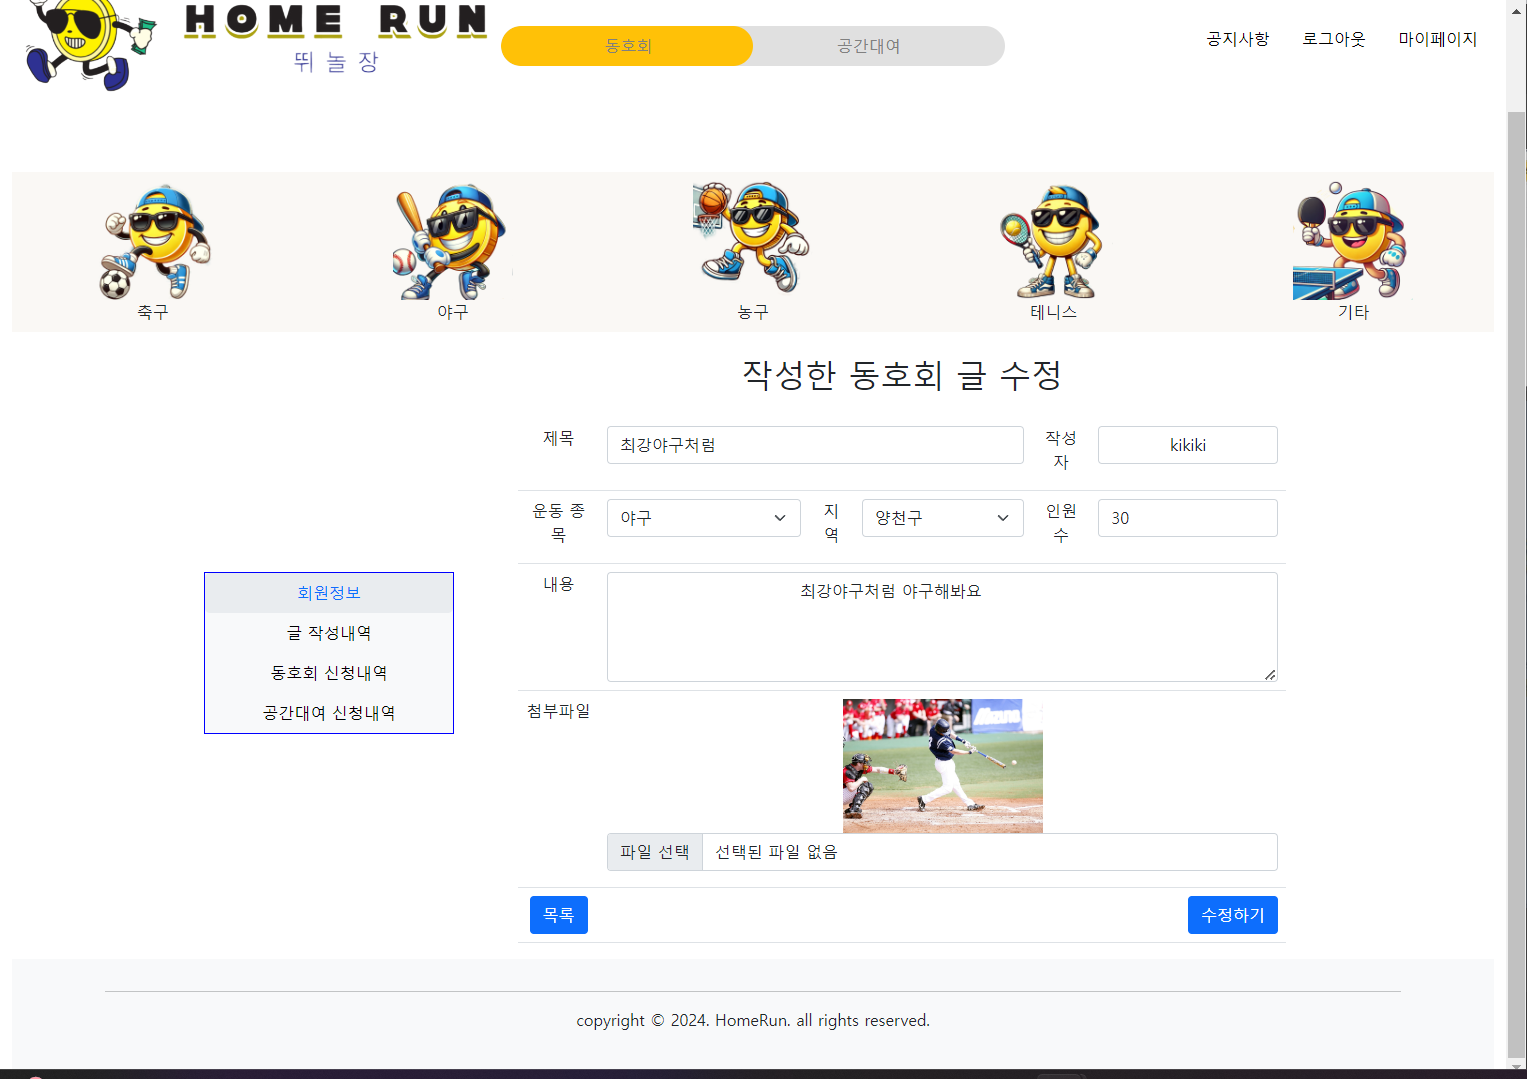 HOME RUN
뛰놀장
동호회
공간대여
공지사항
로그아웃
마이페이지
축구
야구
농구
테니스
기타
작성한 동호회 글 수정
제목
최강야구처럼
작성
자
kikiki
운동 종
목
야구
지
역
양천구
인원
수
30
회원정보
글 작성내역
동호회 신청내역
공간대여 신청내역
내용
최강야구처럼 야구해봐요
첨부파일
파일 선택
선택된 파일 없음
목록
수정하기
copyright © 2024. HomeRun. all rights reserved.